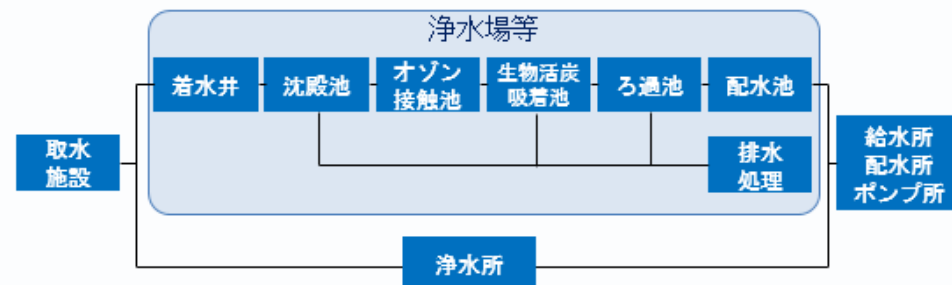 浄水場等
着水井
沈殿池
オゾン
接触池
生物活炭
吸着池
ろ過池
配水池
取水
施設
排水
処理
給水所
配水所
ポンプ所
浄水所